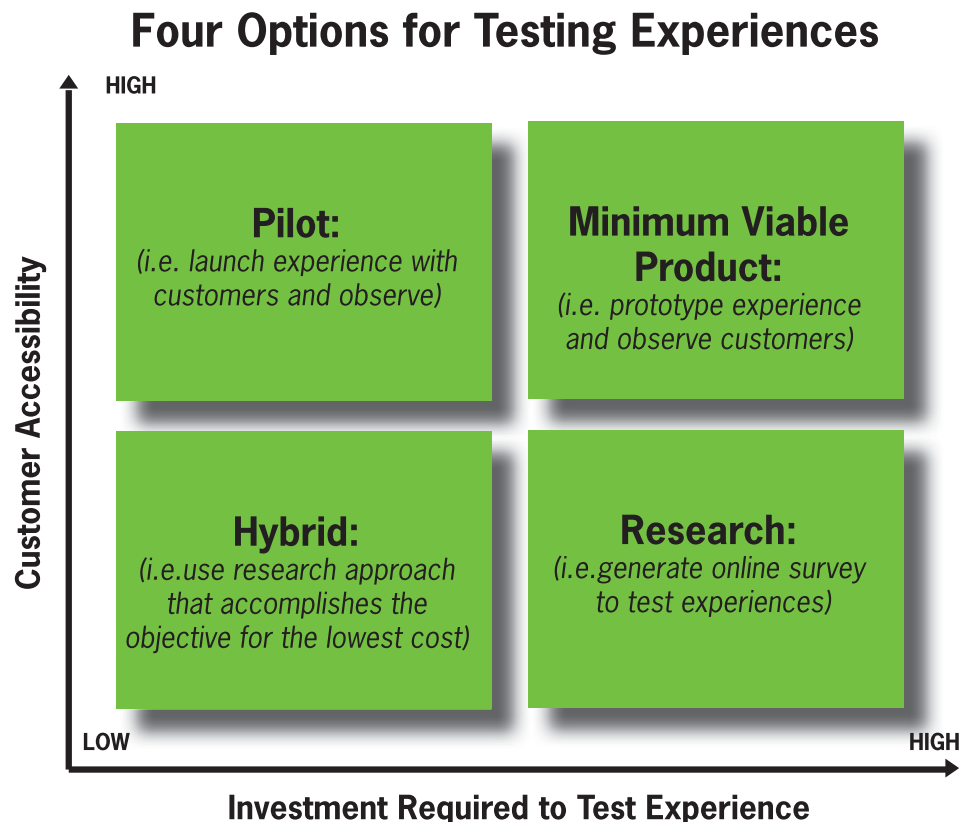 Four Options for Testing Experiences
HIGH
Pilot:
(i.e. launch experience with
customers and observe)
Minimum Viable
Product:
(i.e. prototype experience
and observe customers)
Customer Accessibility
Hybrid:
(i.e.use research approach
that accomplishes the
objective for the lowest cost)
Research:
(i.e.generate online survey
to test experiences)
LOW
HIGH
Investment Required to Test Experience